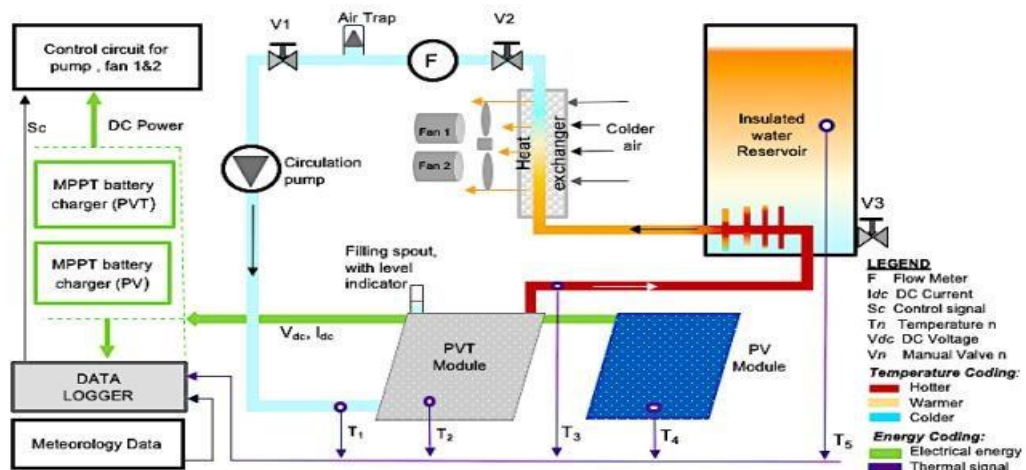 Control circuit for
pump , fan 1&2
Sc
DC Power
MPPT battery
charger (PVT)
MPPT battery
charger (PV)
DATA
LOGGER
Meteorology Data
V1
Air Trap
F
V2
Circulation
pump
Fan 1
Fan 2
Heat
exchanger
Colder
air
Insulated
water
Reservoir
V3
Filling spout,
with level
indicator
Vdc, Idc
PVT
Module
PV
Module
T1
T2
T3
T4
T5
LEGEND
F Flow Meter
Idc DC Current
Sc Control signal
Tn Temperature n
Vdc DC Voltage
Vn Manual Valve n
Temperature Coding:
Hotter
Warmer
Colder
Energy Coding:
Electrical energy
Thermal signal